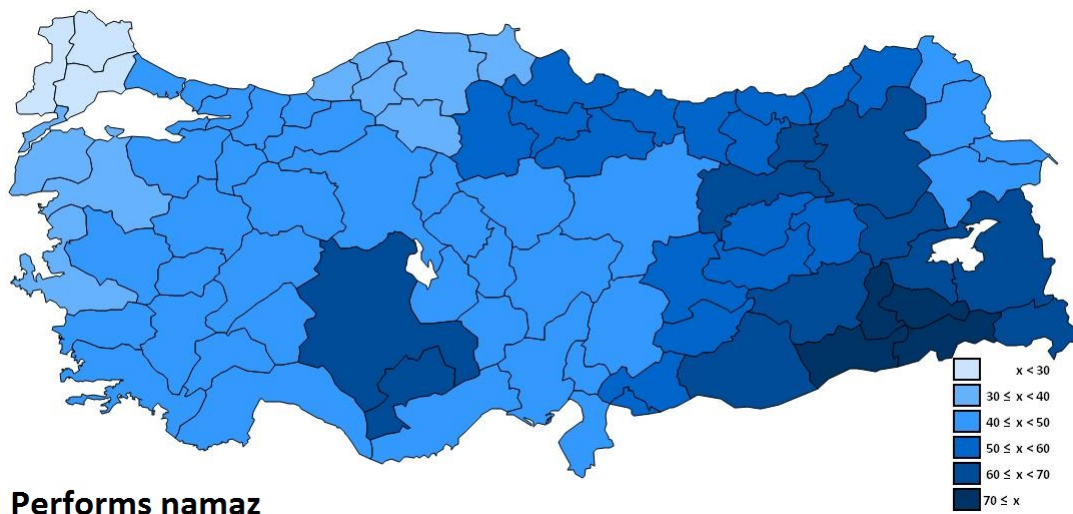 x < 30
30 ≤ x < 40
40 ≤ x < 50
50 ≤ x < 60
60 ≤ x < 70
70 ≤ x
Performs namaz